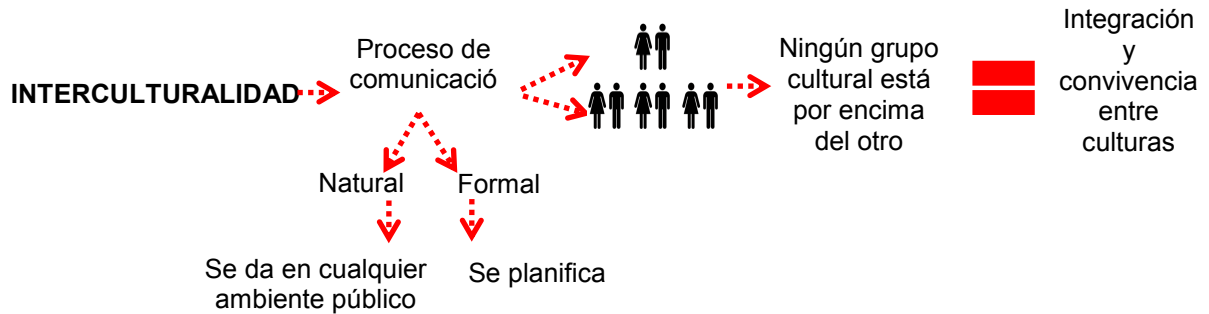 INTERCULTURALIDAD
Proceso de
comunicació
Natural
Formal
Se da en cualquier
ambiente público
Se planifica
Ningún grupo
cultural está
por encima
del otro
Integración
y
convivencia
entre
culturas